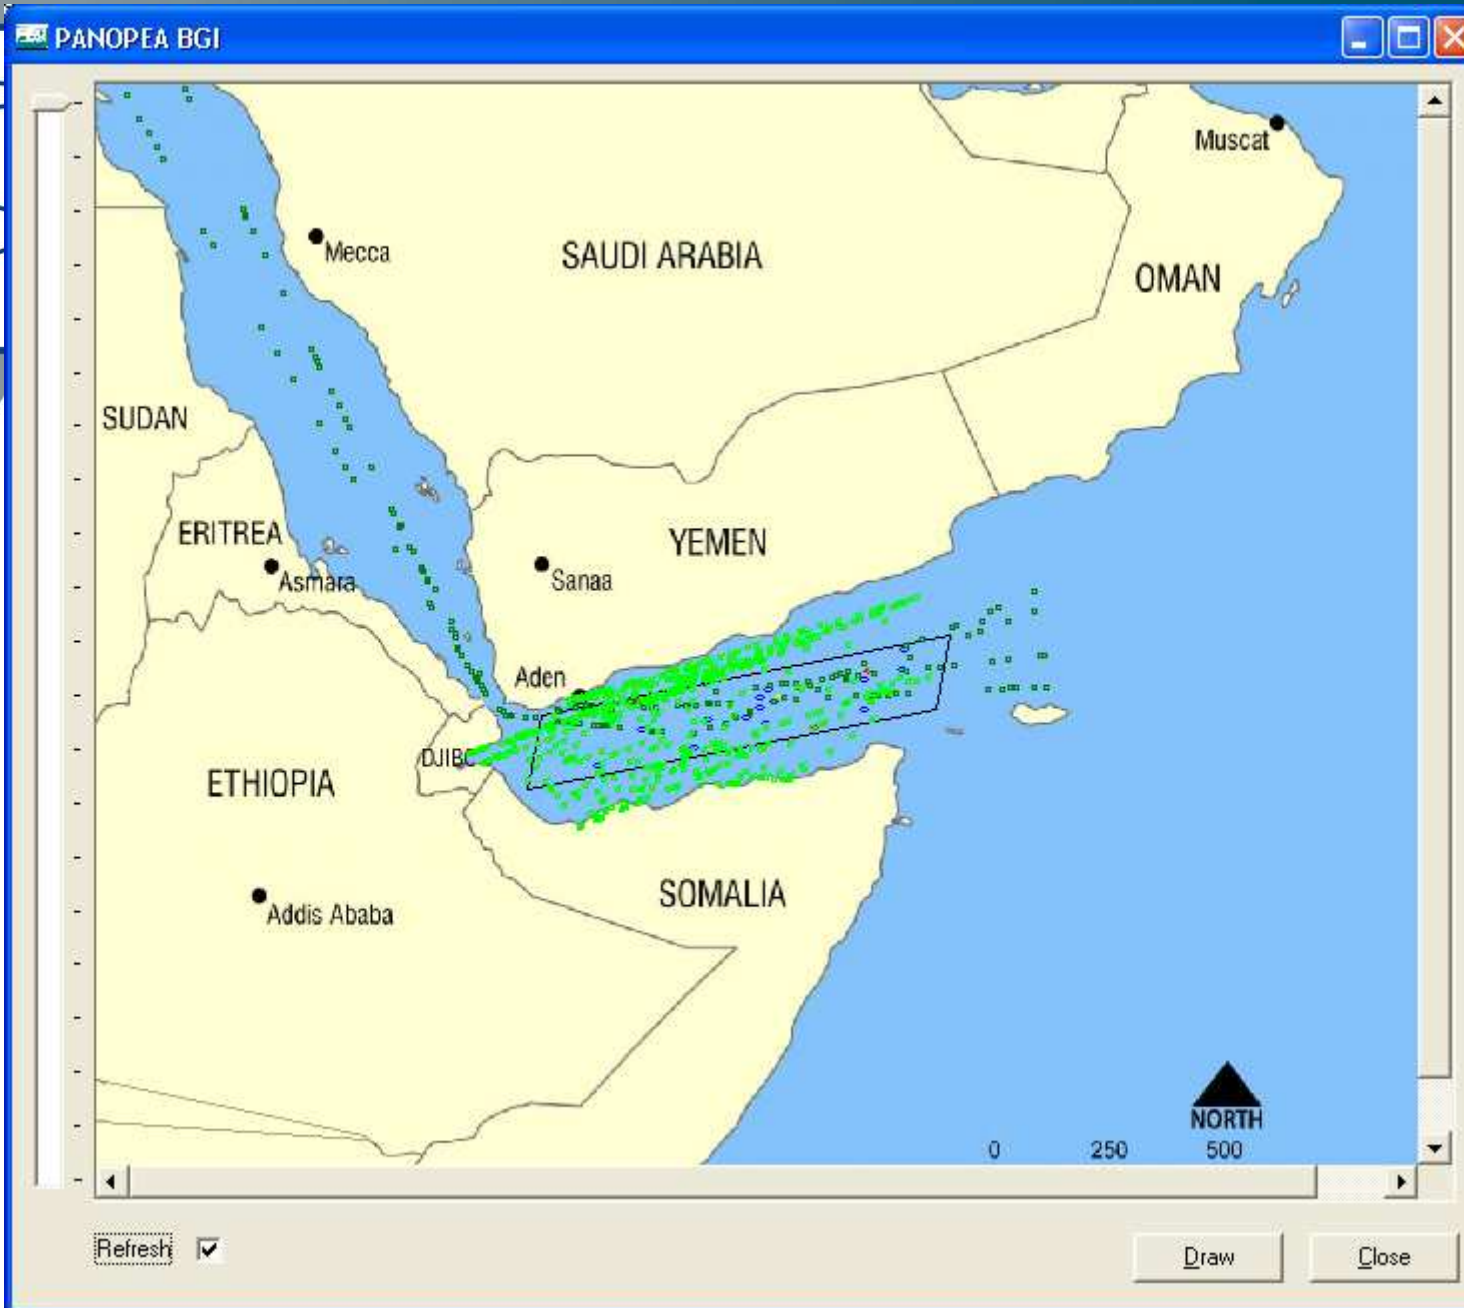 PANOPEA BGI
Muscat
Mecca
SAUDI ARABIA
OMAN
SUDAN
ERITREA
YEMEN
Asmara
Sanaa
Aden
DJIBO
ETHIOPIA
SOMALIA
Addis Ababa
NORTH
0 250 500
Refresh
Draw Close